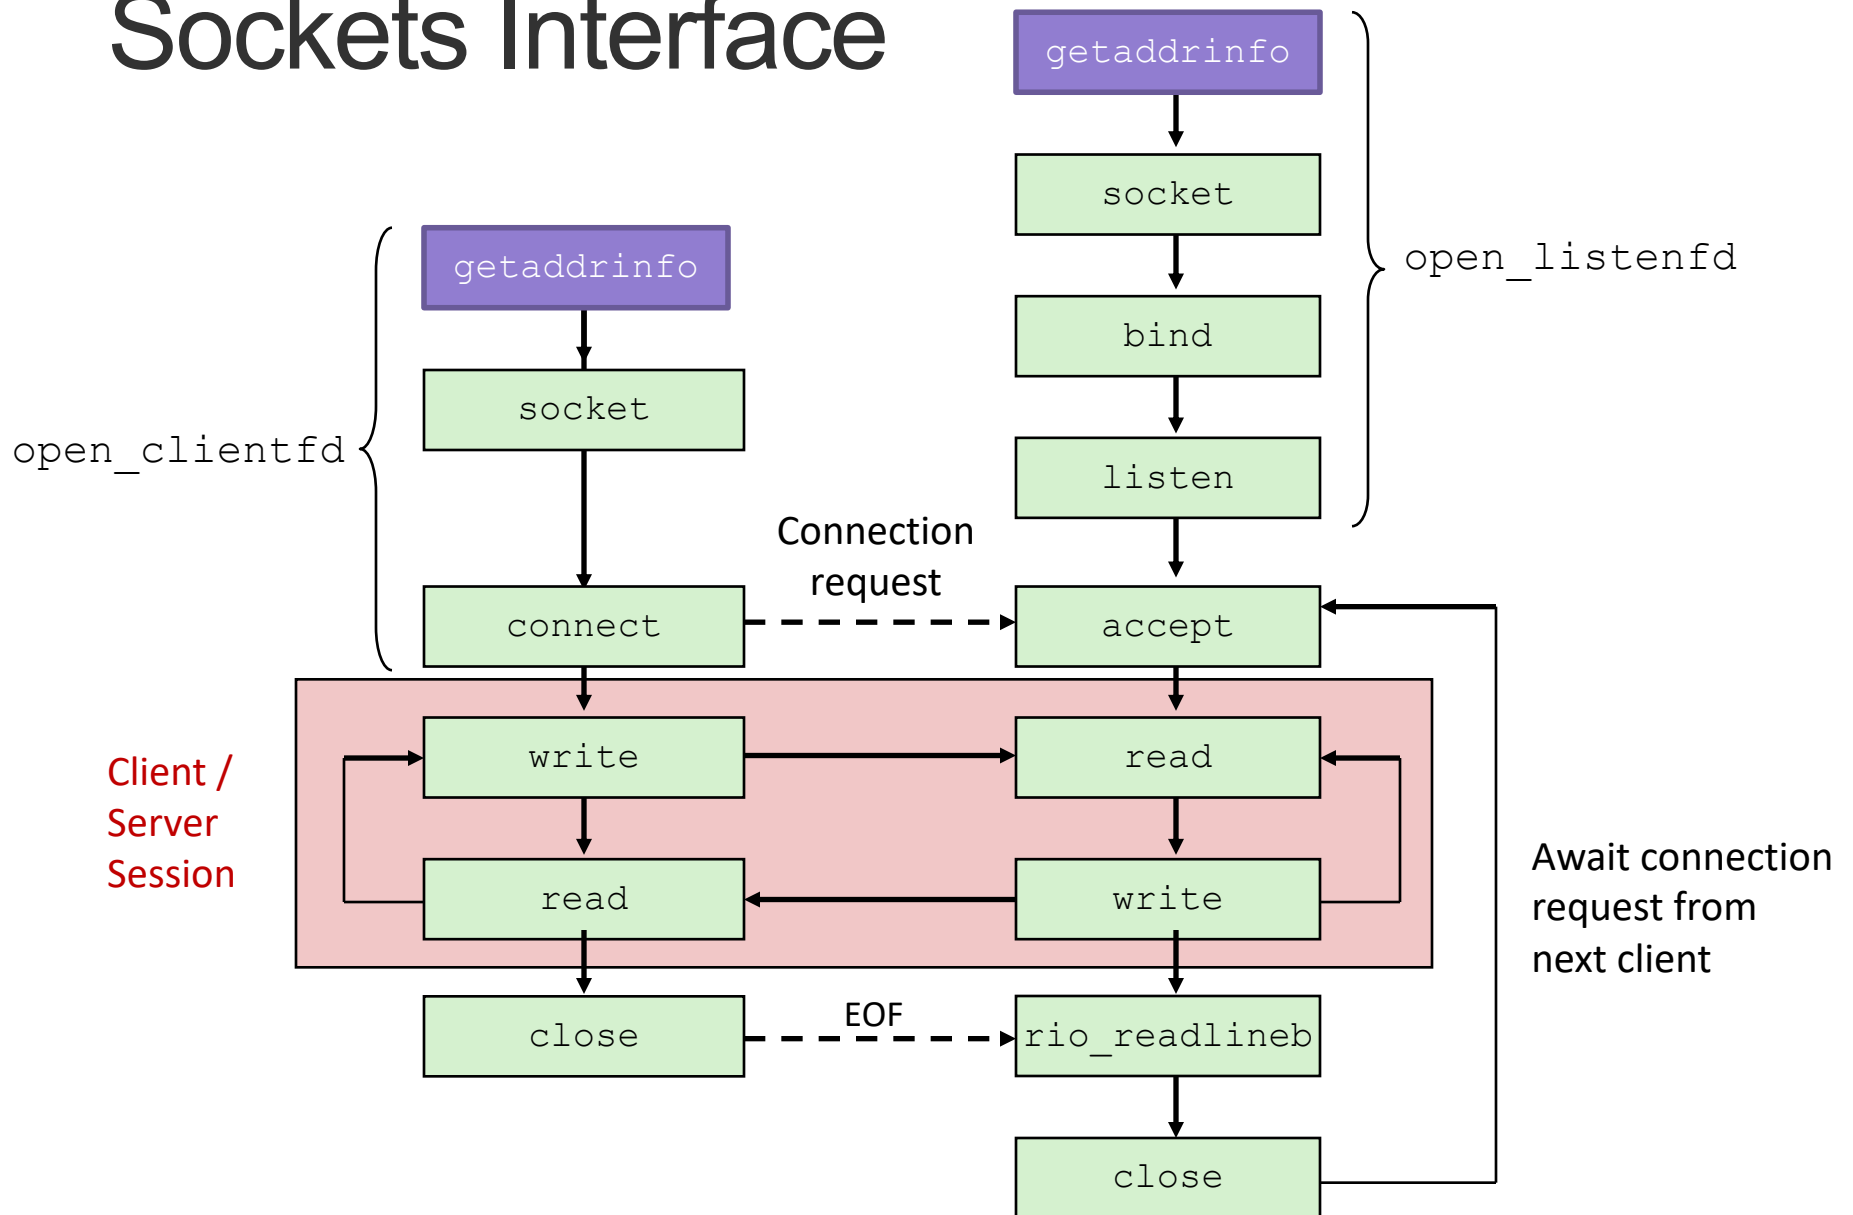 Sockets Interface
getaddrinfo
socket
bind
listen
open_listenfd
getaddrinfo
socket
open_clientfd
connect
Connection
request
accept
Client /
Server
Session
write
read
read
write
Await connection
request from
next client
close
EOF
rio_readlineb
close